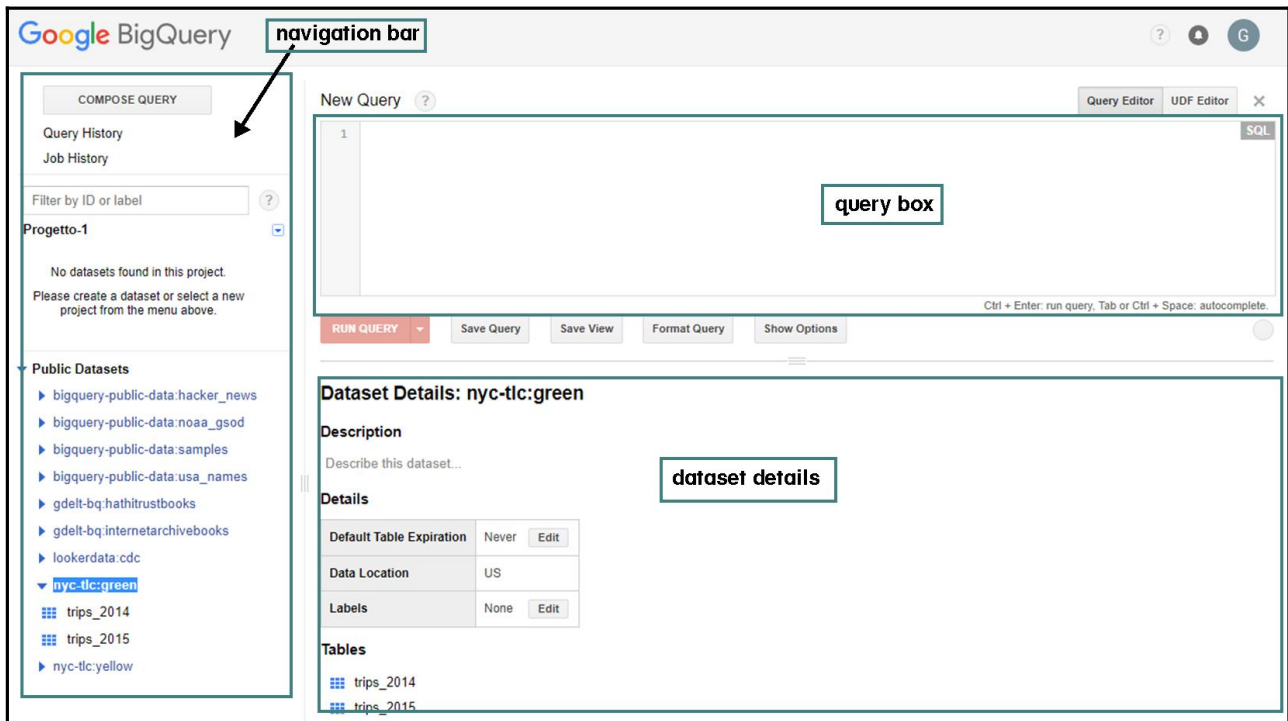 Google BigQuery
navigation bar
?
G
COMPOSE QUERY
Query History
Job History
Filter by ID or label
?
Progetto-1
No datasets found in this project.
Please create a dataset or select a new
project from the menu above.
Public Datasets
bigquery-public-data:hacker_news
bigquery-public-data:noaa_gsod
bigquery-public-data:samples
bigquery-public-data:usa_names
gdelt-bq:hathitrustbooks
gdelt-bq:internetarchivebooks
lookerdata:cdc
nyc-tlc:green
trips_2014
trips_2015
nyc-tlc:yellow
New Query ?
Query Editor UDF Editor
1
SQL
query box
Ctrl + Enter: run query, Tab or Ctrl + Space: autocomplete.
RUN QUERY Save Query Save View Format Query Show Options
Dataset Details: nyc-tlc:green
Description
Describe this dataset...
dataset details
Details
Default Table Expiration Never Edit
Data Location US
Labels None Edit
Tables
trips_2014
trips_2015